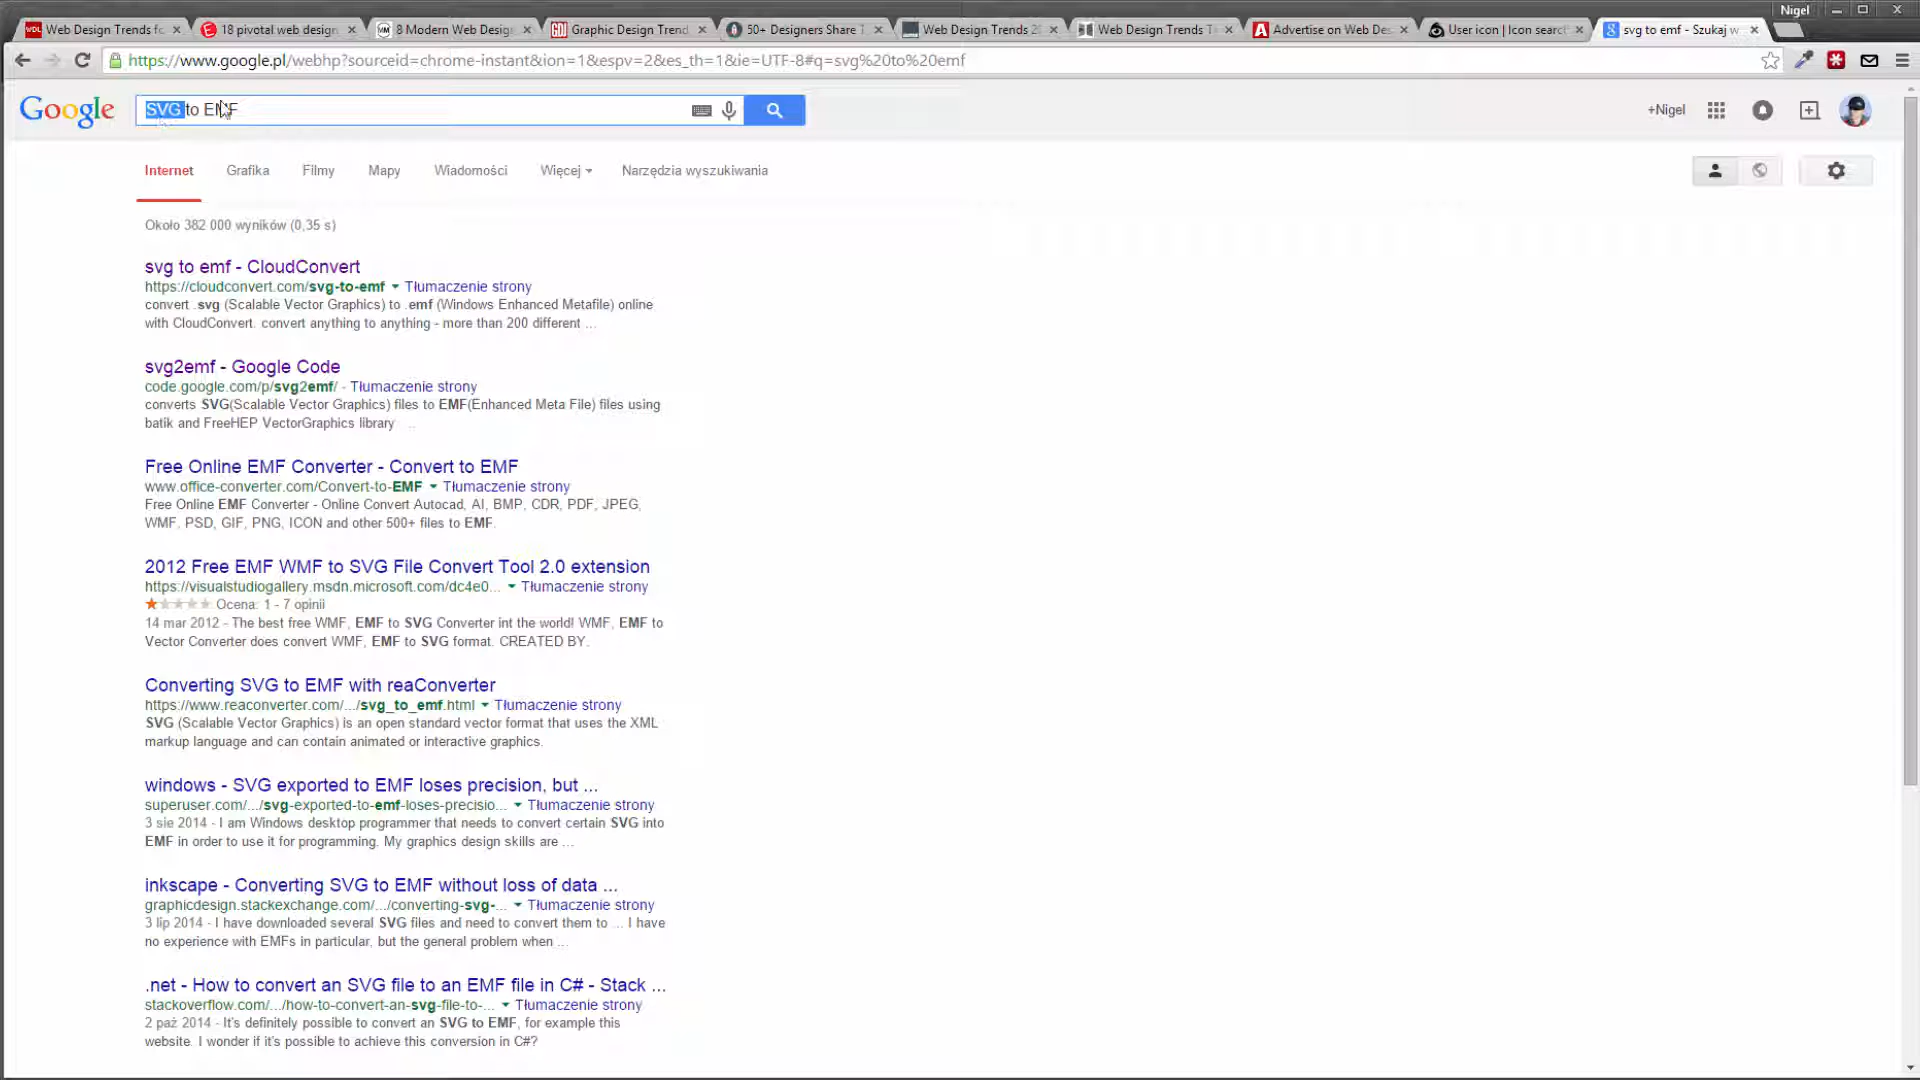 Nigel
Web Design Trends fo
18 pivotal web design
8 Modern Web Design
Graphic Design Trend
50+ Designers Share T
Web Design Trends 20
Web Design Trends T
Advertise on Web Des
User icon | Icon search
svg to emf - Szukaj w
https://www.google.pl/webhp?sourceid=chrome-instant&ion=1&espv=2&es_th=1&ie=UTF-8#q=svg%20to%20emf
Google
SVG to EMF
+Nigel
Internet
Grafika
Filmy
Mapy
Wiadomości
Więcej
Narzędzia wyszukiwania
Około 382 000 wyników (0,35 s)
svg to emf - CloudConvert
https://cloudconvert.com/svg-to-emf Tłumaczenie strony
convert .svg (Scalable Vector Graphics) to .emf (Windows Enhanced Metafile) online
with CloudConvert. convert anything to anything - more than 200 different ...
svg2emf - Google Code
code.google.com/p/svg2emf/ - Tłumaczenie strony
converts SVG(Scalable Vector Graphics) files to EMF(Enhanced Meta File) files using
batik and FreeHEP VectorGraphics library ...
Free Online EMF Converter - Convert to EMF
www.office-converter.com/Convert-to-EMF Tłumaczenie strony
Free Online EMF Converter - Online Convert Autocad, AI, BMP, CDR, PDF, JPEG,
WMF, PSD, GIF, PNG, ICON and other 500+ files to EMF.
2012 Free EMF WMF to SVG File Convert Tool 2.0 extension
https://visualstudiogallery.msdn.microsoft.com/dc4e0... Tłumaczenie strony
Ocena: 1 - 7 opinii
14 mar 2012 - The best free WMF, EMF to SVG Converter int the world! WMF, EMF to
Vector Converter does convert WMF, EMF to SVG format. CREATED BY.
Converting SVG to EMF with reaConverter
https://www.reaconverter.com/.../svg_to_emf.html Tłumaczenie strony
SVG (Scalable Vector Graphics) is an open standard vector format that uses the XML
markup language and can contain animated or interactive graphics.
windows - SVG exported to EMF loses precision, but ...
superuser.com/.../svg-exported-to-emf-loses-precisio... Tłumaczenie strony
3 sie 2014 - I am Windows desktop programmer that needs to convert certain SVG into
EMF in order to use it for programming. My graphics design skills are ...
inkscape - Converting SVG to EMF without loss of data ...
graphicdesign.stackexchange.com/.../converting-svg-... Tłumaczenie strony
3 lip 2014 - I have downloaded several SVG files and need to convert them to ... I have
no experience with EMFs in particular, but the general problem when ...
.net - How to convert an SVG file to an EMF file in C# - Stack ...
stackoverflow.com/.../how-to-convert-an-svg-file-to-... Tłumaczenie strony
2 paź 2014 - It's definitely possible to convert an SVG to EMF, for example this
website. I wonder if it's possible to achieve this conversion in C#?